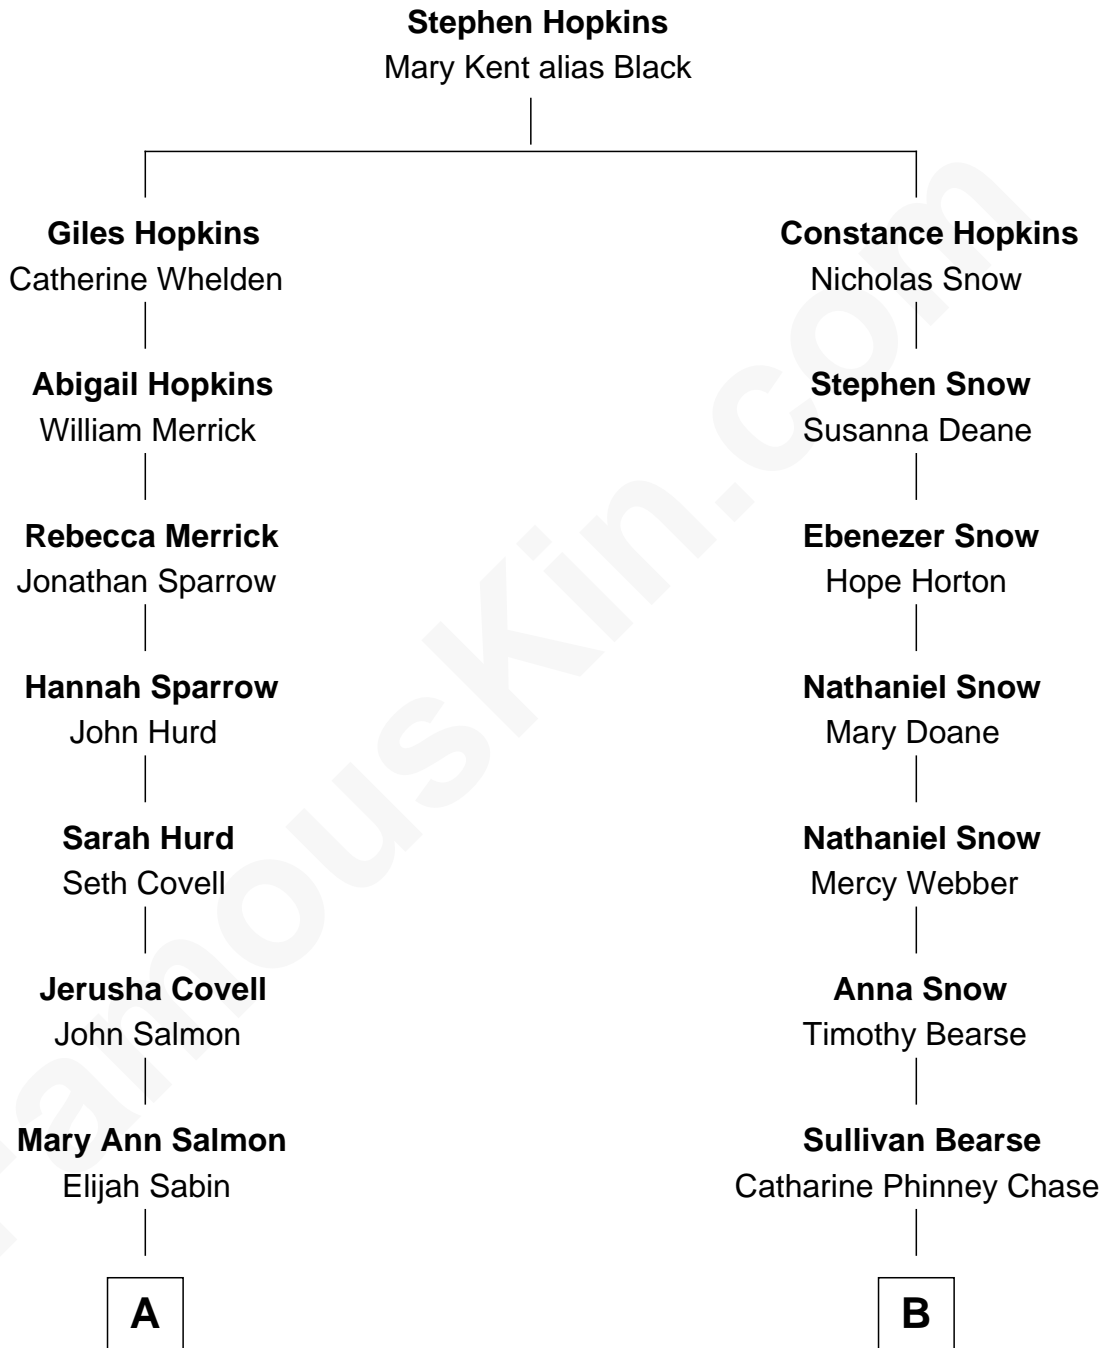 Stephen Hopkins
Mary Kent alias Black
Giles Hopkins
Catherine Whelden
Constance Hopkins
Nicholas Snow
Abigail Hopkins
William Merrick
Stephen Snow
Susanna Deane
Rebecca Merrick
Jonathan Sparrow
Ebenezer Snow
Hope Horton
Hannah Sparrow
John Hurd
Nathaniel Snow
Mary Doane
Sarah Hurd
Seth Covell
Nathaniel Snow
Mercy Webber
Jerusha Covell
John Salmon
Anna Snow
Timothy Bearse
Mary Ann Salmon
Elijah Sabin
Sullivan Bearse
Catharine Phinney Chase
A
B
FamousKin.com